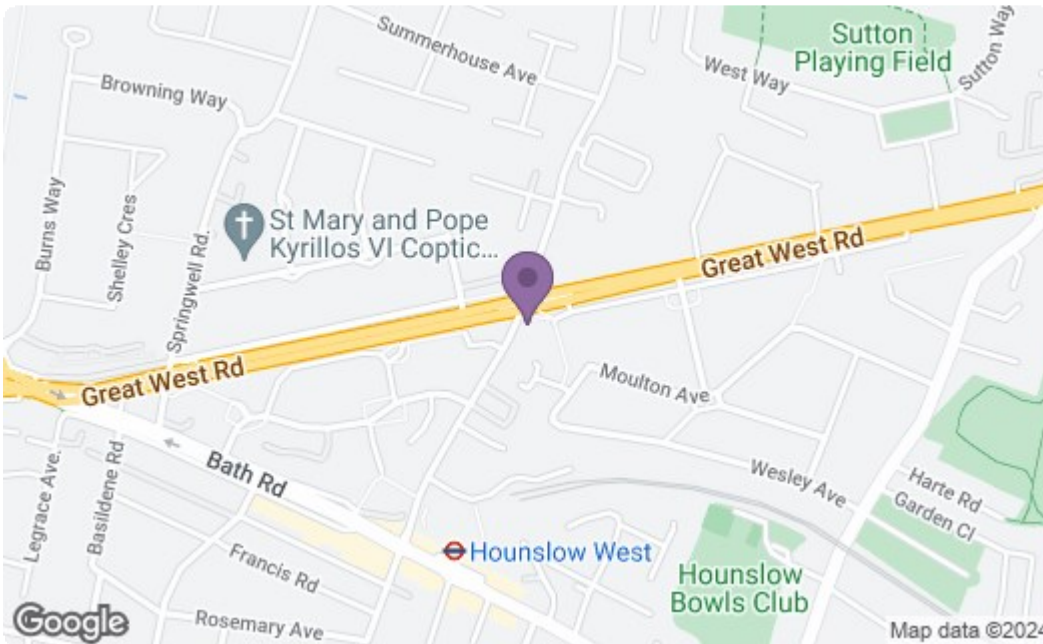 Summerhouse Ave
Sutton
Playing Field
Sutton Way
West Way
Browning Way
Burns Way
Shelley Cres
Springwell Rd.
St Mary and Pope
Kyrillos VI Coptic...
Great West Rd
Great West Rd
Moulton Ave
Bath Rd
Wesley Ave
Harte Rd
Garden Cl
Legrace Ave.
Basildene Rd
Francis Rd
Hounslow West
Hounslow
Bowls Club
Rosemary Ave
Google
Map data ©2024